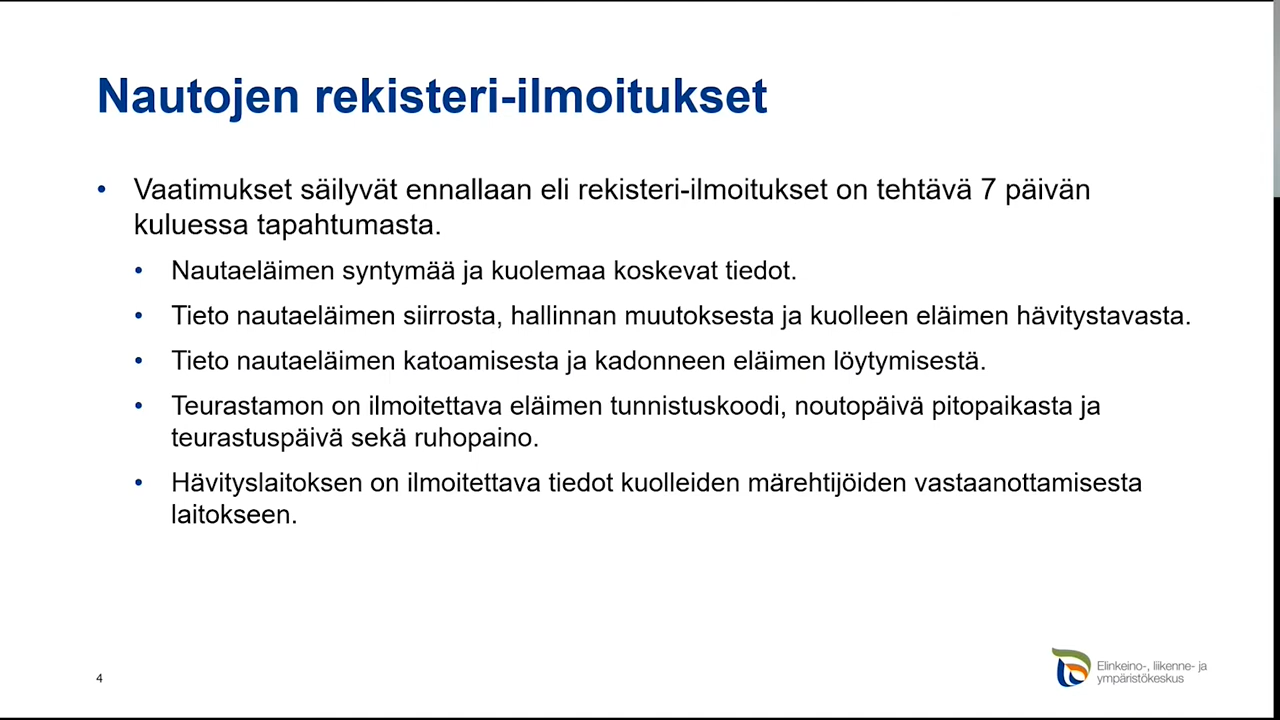 Nautojen rekisteri-ilmoitukset
• Vaatimukset säilyvät ennallaan eli rekisteri-ilmoitukset on tehtävä 7 päivän
kuluessa tapahtumasta.
• Nautaeläimen syntymää ja kuolemaa koskevat tiedot.
• Tieto nautaeläimen siirrosta, hallinnan muutoksesta ja kuolleen eläimen hävitystavasta.
• Tieto nautaeläimen katoamisesta ja kadonneen eläimen löytymisestä.
• Teurastamon on ilmoitettava eläimen tunnistuskoodi, noutopäivä pitopaikasta ja
teurastuspäivä sekä ruhopaino.
• Hävityslaitoksen on ilmoitettava tiedot kuolleiden märehtijöiden vastaanottamisesta
laitokseen.
4
Elinkeino-, liikenne- ja
ympäristökeskus